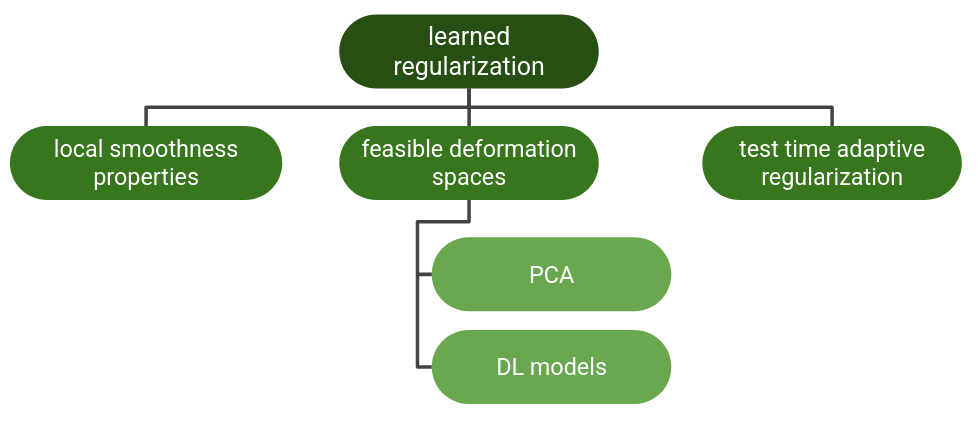 learned
regularization
local smoothness
properties
feasible deformation
spaces
test time adaptive
regularization
PCA
DL models